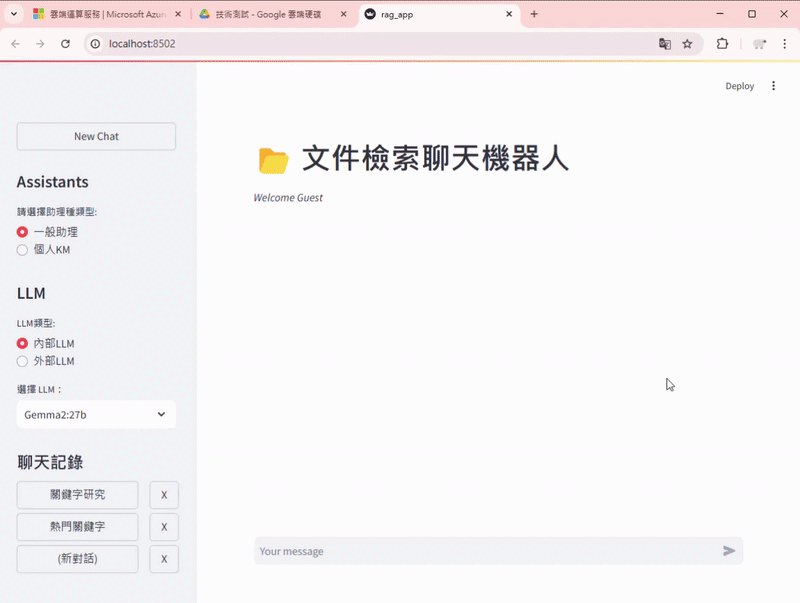 雲端運算服務 | Microsoft Azur
技術測試 - Google 雲端硬碟
rag_app
localhost:8502
Deploy
New Chat
Assistants
請選擇助理種類型:
一般助理
個人KM
LLM
LLM類型:
內部LLM
外部LLM
選擇 LLM：
Gemma2:27b
聊天記錄
關鍵字研究 X
熱門關鍵字 X
(新對話) X
文件檢索聊天機器人
Welcome Guest
Your message